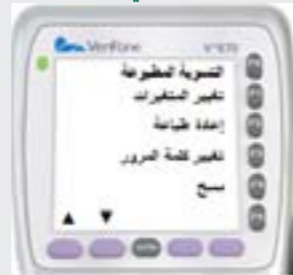 VeriFone
التسوية المطبوعة
تغيير المتغيرات
إعادة طباعة
تغيير كلمة المرور
مسح